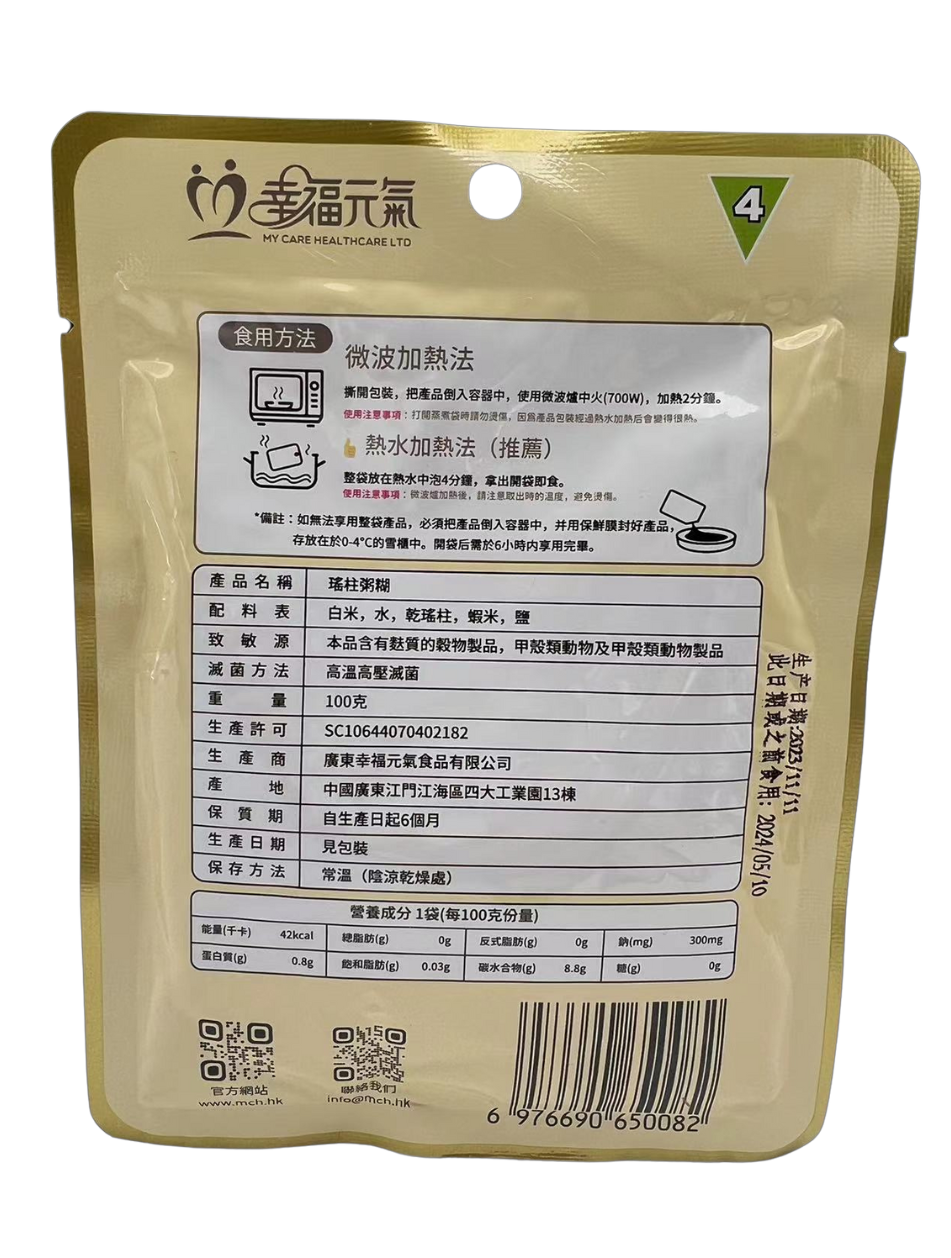 幸福元氣
MY CARE HEALTHCARE LTD
4
食用方法
微波加熱法
撕開包裝，把產品倒入容器中，使用微波爐中火(700W)，加熱2分鐘。
使用注意事項：打開蒸煮袋時請勿燙傷，因爲產品包裝經過熱水加熱后會變得很熱。
熱水加熱法（推薦）
整袋放在熱水中泡4分鐘，拿出開袋即食。
使用注意事項：微波爐加熱後，請注意取出時的溫度，避免燙傷。
*備註：如無法享用整袋產品，必須把產品倒入容器中，并用保鮮膜封好產品，
存放在於0-4°C的雪櫃中。開袋后需於6小時内享用完畢。
產品名稱 瑤柱粥糊
配料表 白米，水，乾瑤柱，蝦米，鹽
致敏源 本品含有麩質的穀物製品，甲殼類動物及甲殼類動物製品
滅菌方法 高溫高壓滅菌
重量 100克
生產許可 SC10644070402182
生產商 廣東幸福元氣食品有限公司
產地 中國廣東江門江海區四大工業園13棟
保質期 自生產日起6個月
生產日期 見包裝
保存方法 常溫（陰涼乾燥處）
生产日期:2023/11/11
此日期或之前食用: 2024/05/10
營養成分 1袋(每100克份量)
能量(千卡) 42kcal 總脂肪(g) 0g 反式脂肪(g) 0g 鈉(mg) 300mg
蛋白質(g) 0.8g 飽和脂肪(g) 0.03g 碳水合物(g) 8.8g 糖(g) 0g
官方網站
www.mch.hk
聯絡我們
info@mch.hk
6 976690 650082